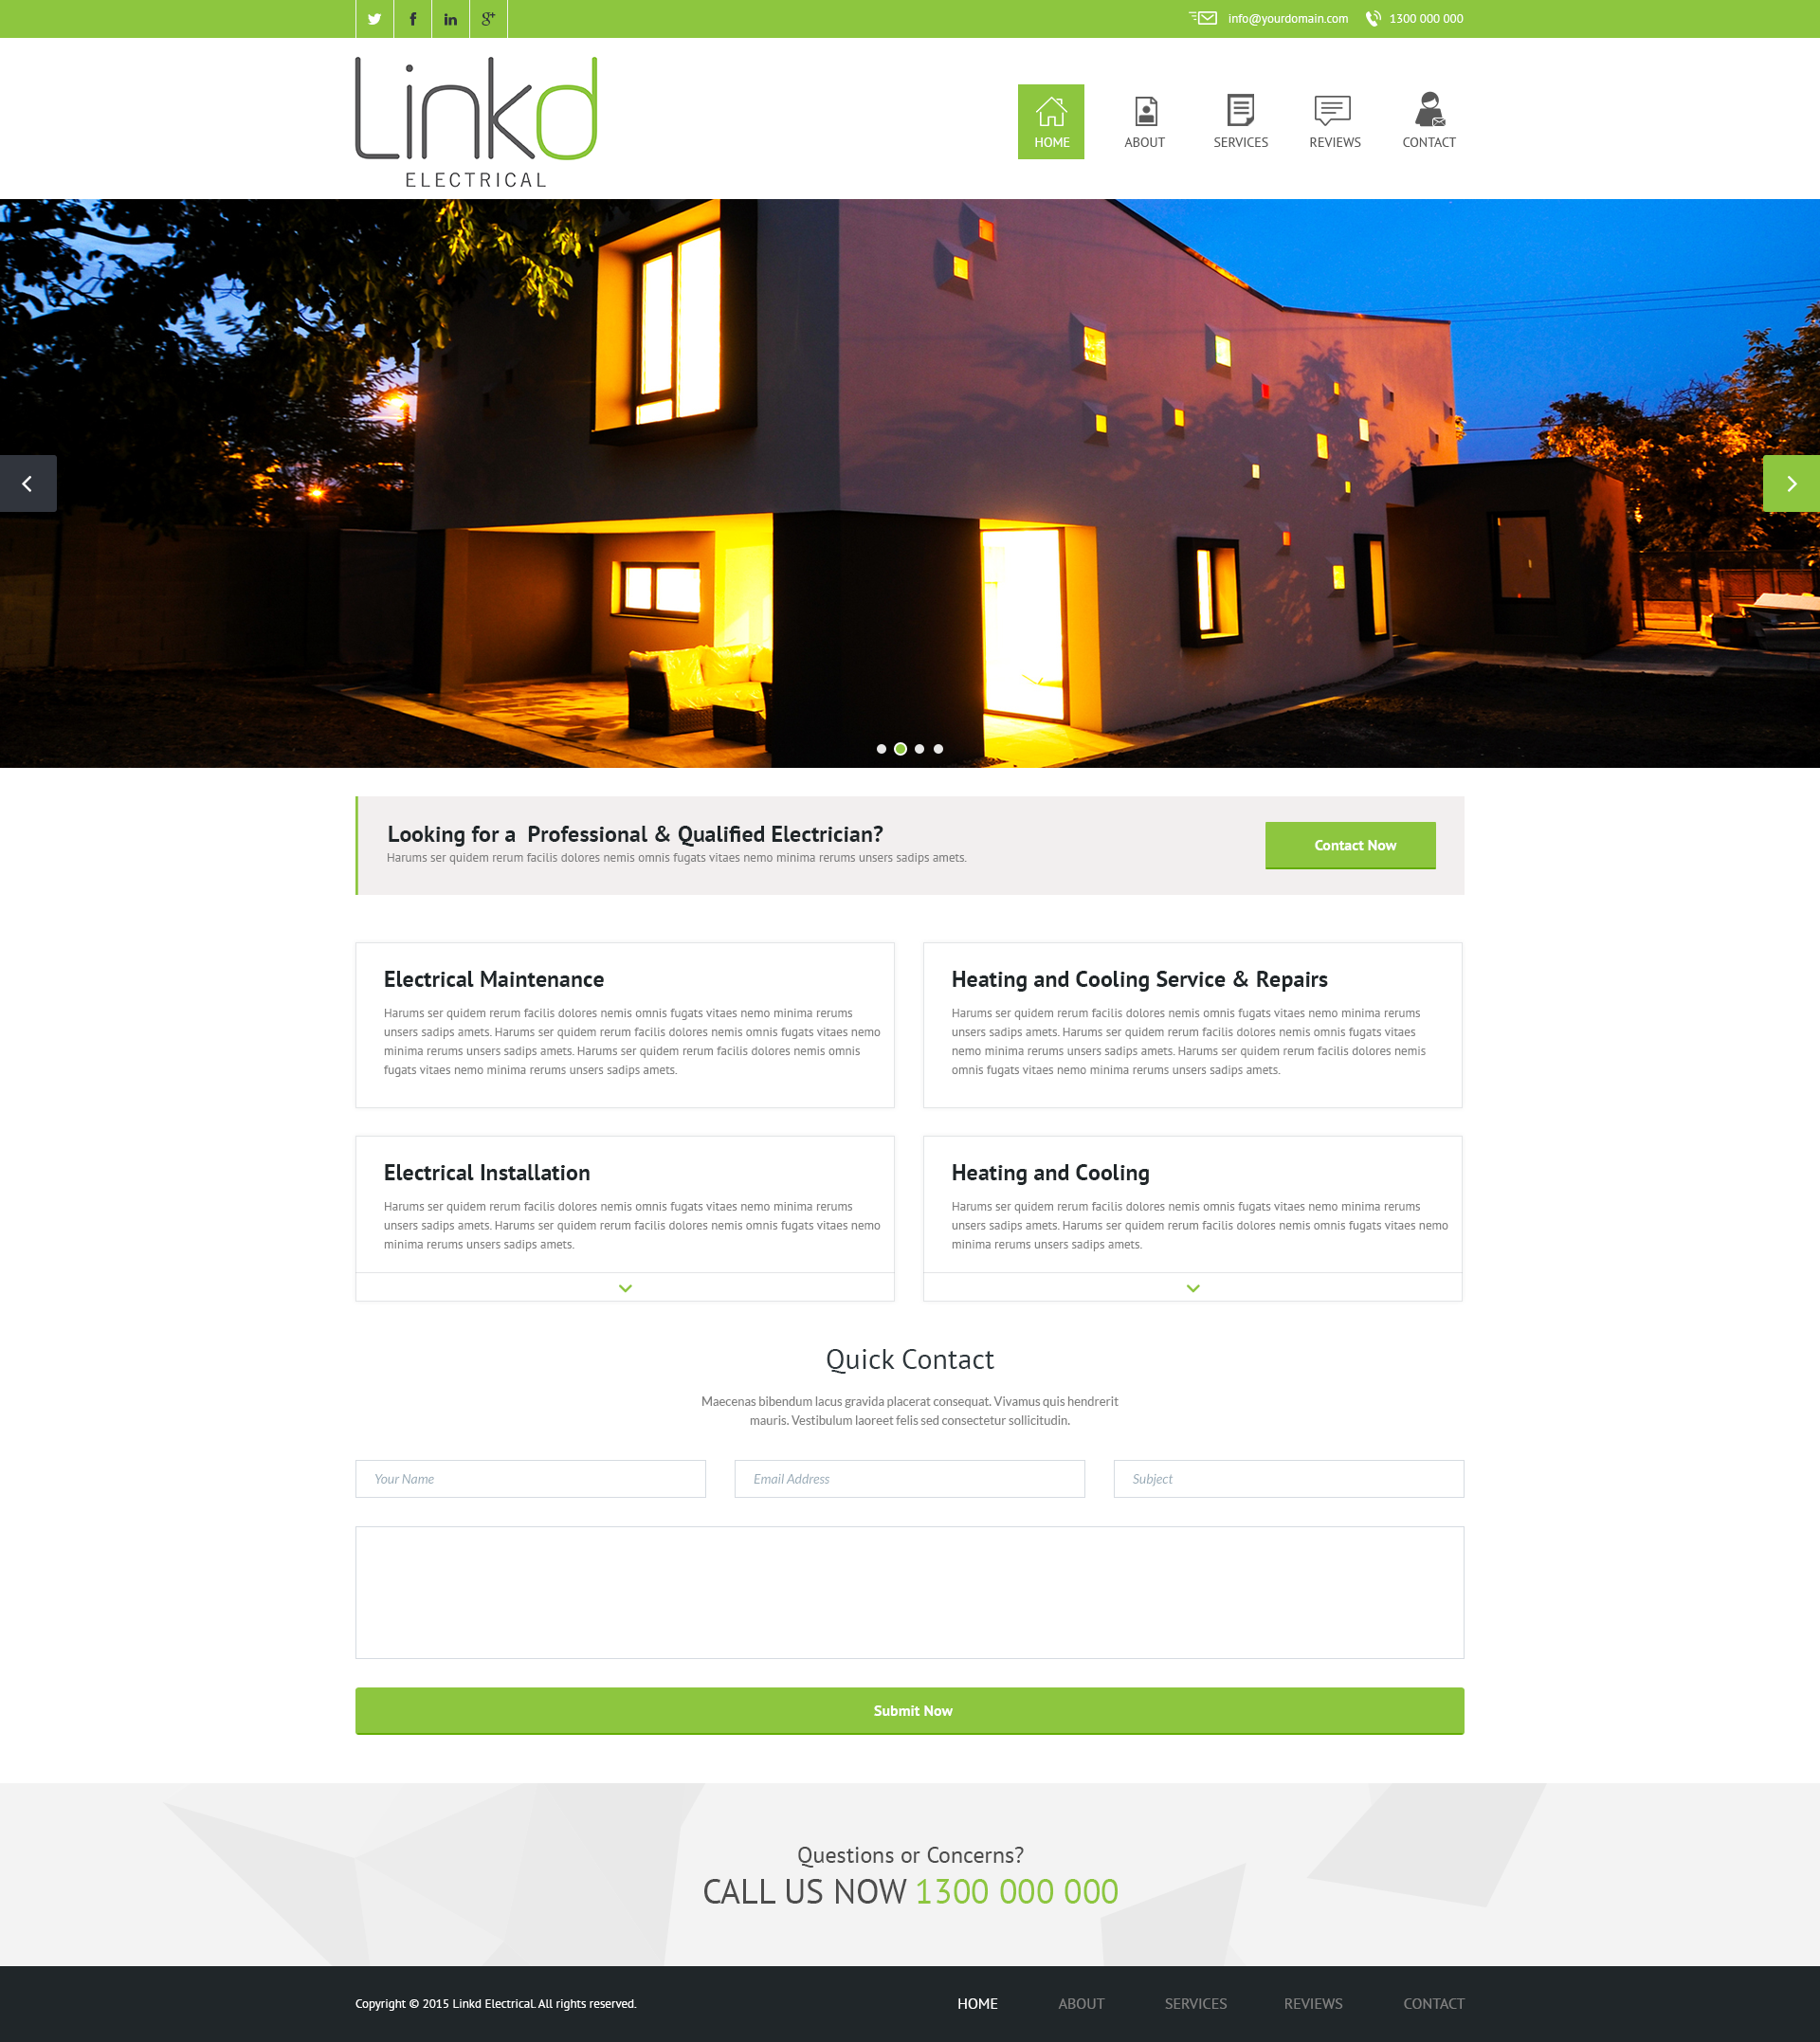 info@yourdomain.com 1300 000 000
Linkd
ELECTRICAL
HOME ABOUT SERVICES REVIEWS CONTACT
Looking for a Professional & Qualified Electrician?
Harums ser quidem rerum facilis dolores nemis omnis fugats vitaes nemo minima rerums unsers sadips amets.
Contact Now
Electrical Maintenance
Harums ser quidem rerum facilis dolores nemis omnis fugats vitaes nemo minima rerums
unsers sadips amets. Harums ser quidem rerum facilis dolores nemis omnis fugats vitaes nemo
minima rerums unsers sadips amets. Harums ser quidem rerum facilis dolores nemis omnis
fugats vitaes nemo minima rerums unsers sadips amets.
Heating and Cooling Service & Repairs
Harums ser quidem rerum facilis dolores nemis omnis fugats vitaes nemo minima rerums
unsers sadips amets. Harums ser quidem rerum facilis dolores nemis omnis fugats vitaes
nemo minima rerums unsers sadips amets. Harums ser quidem rerum facilis dolores nemis
omnis fugats vitaes nemo minima rerums unsers sadips amets.
Electrical Installation
Harums ser quidem rerum facilis dolores nemis omnis fugats vitaes nemo minima rerums
unsers sadips amets. Harums ser quidem rerum facilis dolores nemis omnis fugats vitaes nemo
minima rerums unsers sadips amets.
Heating and Cooling
Harums ser quidem rerum facilis dolores nemis omnis fugats vitaes nemo minima rerums
unsers sadips amets. Harums ser quidem rerum facilis dolores nemis omnis fugats vitaes nemo
minima rerums unsers sadips amets.
Quick Contact
Maecenas bibendum lacus gravida placerat consequat. Vivamus quis hendrerit
mauris. Vestibulum laoreet felis sed consectetur sollicitudin.
Your Name
Email Address
Subject
Submit Now
Questions or Concerns?
CALL US NOW 1300 000 000
Copyright © 2015 Linkd Electrical. All rights reserved.
HOME ABOUT SERVICES REVIEWS CONTACT